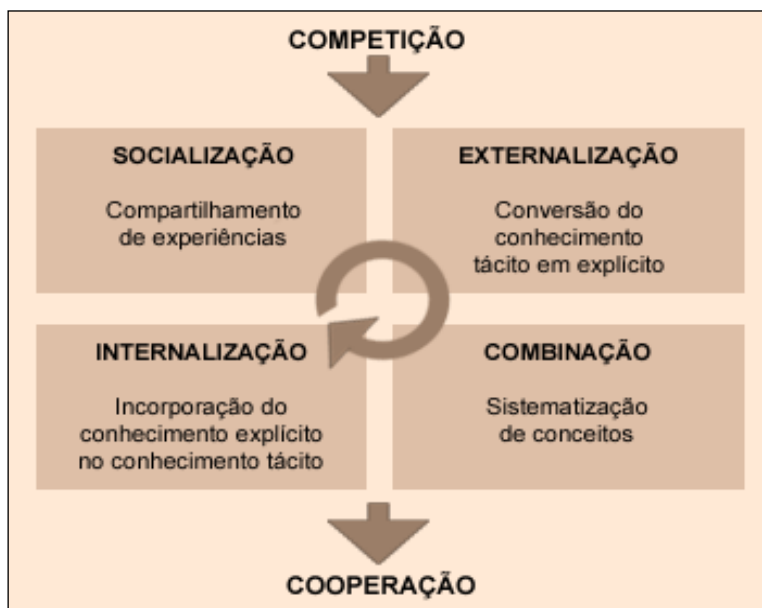 COMPETIÇÃO
SOCIALIZAÇÃO
Compartilhamento
de experiências
EXTERNALIZAÇÃO
Conversão do
conhecimento
tácito em explícito
INTERNALIZAÇÃO
Incorporação do
conhecimento explícito
no conhecimento tácito
COMBINAÇÃO
Sistematização
de conceitos
COOPERAÇÃO